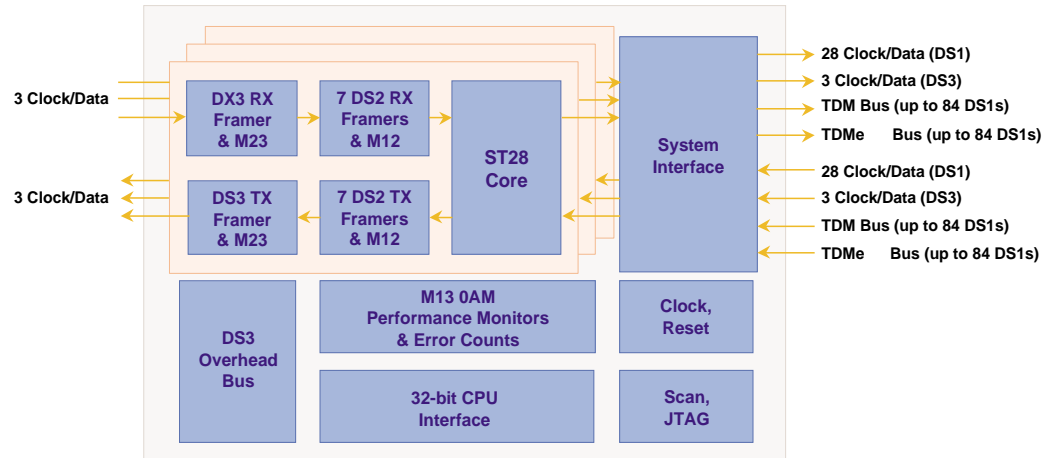 3 Clock/Data
3 Clock/Data
DX3 RX
Framer
& M23
7 DS2 RX
Framers
& M12
DS3 TX
Framer
& M23
7 DS2 TX
Framers
& M12
ST28
Core
System
Interface
28 Clock/Data (DS1)
3 Clock/Data (DS3)
TDM Bus (up to 84 DS1s)
TDMe Bus (up to 84 DS1s)
28 Clock/Data (DS1)
3 Clock/Data (DS3)
TDM Bus (up to 84 DS1s)
TDMe Bus (up to 84 DS1s)
DS3
Overhead
Bus
M13 0AM
Performance Monitors
& Error Counts
Clock,
Reset
32-bit CPU
Interface
Scan,
JTAG